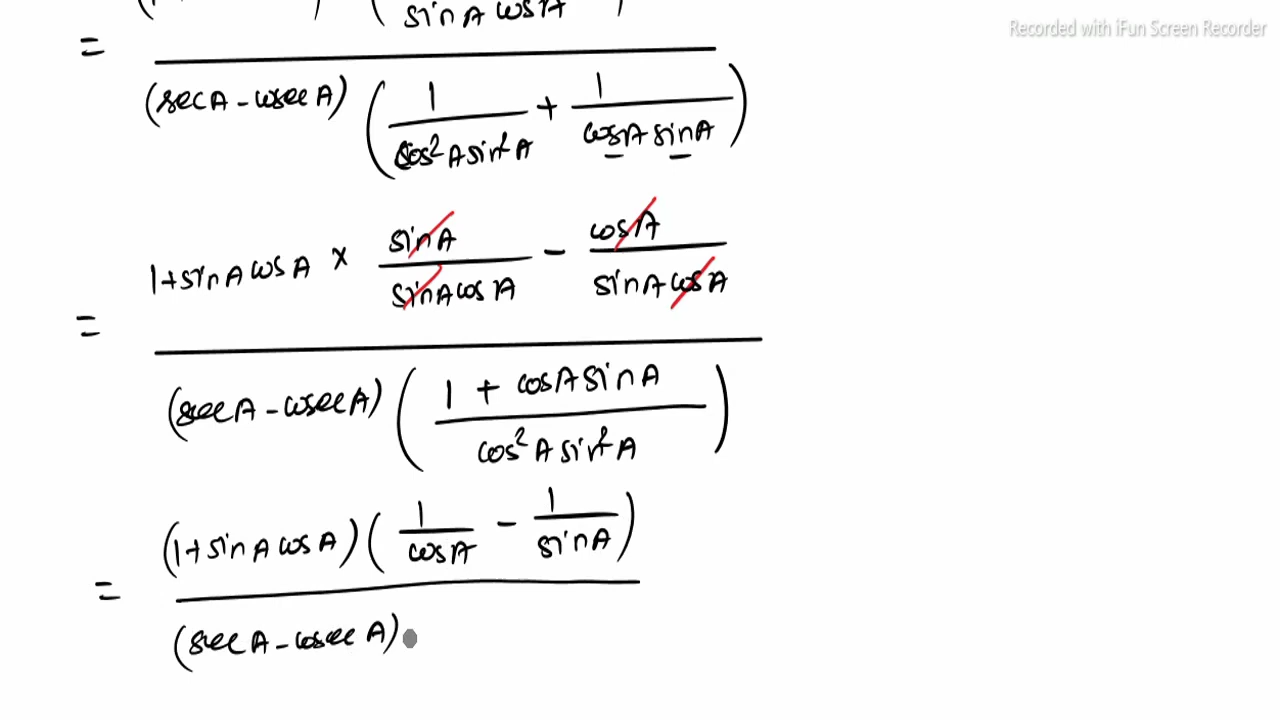 sinA cosA
Recorded with iFun Screen Recorder
=
(secA - cosecA) ( 1 / cos²A sin²A + 1 / cosA sinA )
1+sinA cosA × sinA / sinA cosA - cosA / sinA cosA
=
(secA - cosecA) ( 1 + cosA sinA / cos²A sin²A )
(1+sinA cosA) ( 1 / cosA - 1 / sinA )
=
(secA - cosecA)